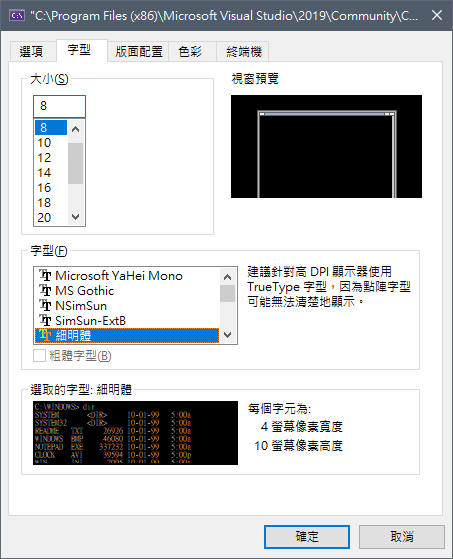 "C:\Program Files (x86)\Microsoft Visual Studio\2019\Community\C...
選項 字型 版面配置 色彩 終端機
大小(S)
8
8
10
12
14
16
18
20
視窗預覽
字型(F)
Microsoft YaHei Mono
MS Gothic
NSimSun
SimSun-ExtB
細明體
粗體字型(B)
建議針對高 DPI 顯示器使用
TrueType 字型，因為點陣字型
可能無法清楚地顯示。
選取的字型: 細明體
C:\WINDOWS> dir
SYSTEM <DIR> 10-01-99 5:00a
SYSTEM32 <DIR> 10-01-99 5:00a
README TXT 26926 10-01-99 5:00a
WINDOWS BMP 46080 10-01-99 5:00a
NOTEPAD EXE 337232 10-01-99 5:00a
CLOCK AVI 39594 10-01-99 5:00p
WIN INI 7005 10-01-99 5:00a
每個字元為:
4 螢幕像素寬度
10 螢幕像素高度
確定 取消